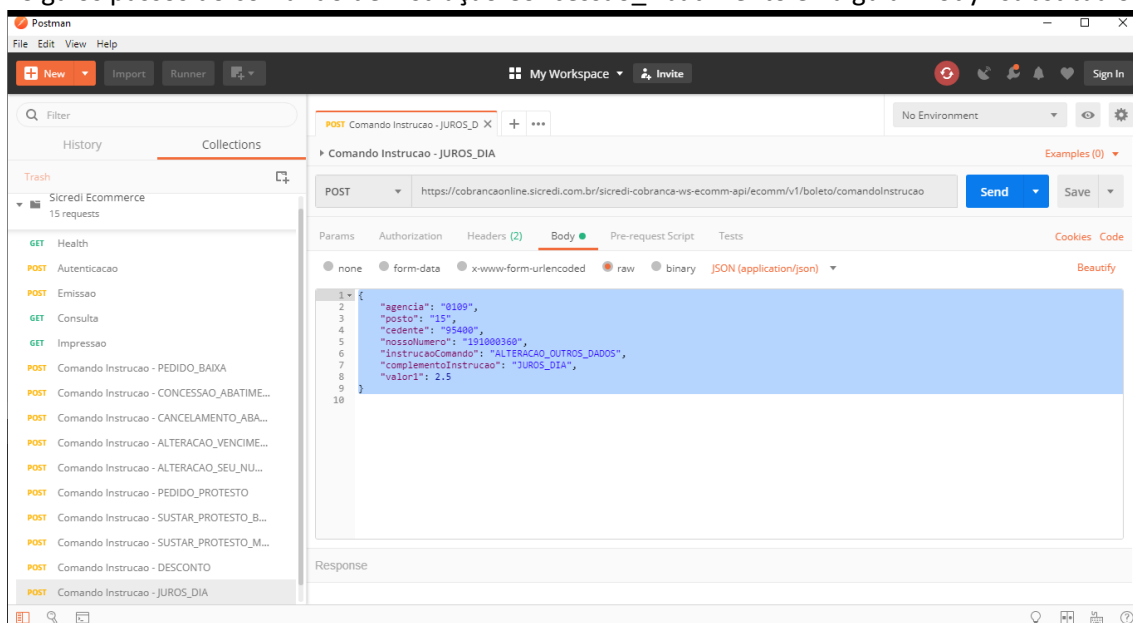 Postman
File Edit View Help
New Import Runner My Workspace Invite Sign In
Filter
History Collections
Trash
Sicredi Ecommerce
15 requests
GET Health
POST Autenticacao
POST Emissao
GET Consulta
GET Impressao
POST Comando Instrucao - PEDIDO_BAIXA
POST Comando Instrucao - CONCESSAO_ABATIME...
POST Comando Instrucao - CANCELAMENTO_ABA...
POST Comando Instrucao - ALTERACAO_VENCIME...
POST Comando Instrucao - ALTERACAO_SEU_NU...
POST Comando Instrucao - PEDIDO_PROTESTO
POST Comando Instrucao - SUSTAR_PROTESTO_B...
POST Comando Instrucao - SUSTAR_PROTESTO_M...
POST Comando Instrucao - DESCONTO
POST Comando Instrucao - JUROS_DIA
POST Comando Instrucao - JUROS_D
No Environment
Comando Instrucao - JUROS_DIA Examples (0)
POST https://cobrancaonline.sicredi.com.br/sicredi-cobranca-ws-ecomm-api/ecomm/v1/boleto/comandoInstrucao Send Save
Params Authorization Headers (2) Body Pre-request Script Tests Cookies Code
none form-data x-www-form-urlencoded raw binary JSON (application/json) Beautify
1 {
2 "agencia": "0109",
3 "posto": "15",
4 "cedente": "95400",
5 "nossoNumero": "191000360",
6 "instrucaoComando": "ALTERACAO_OUTROS_DADOS",
7 "complementoInstrucao": "JUROS_DIA",
8 "valor1": 2.5
9 }
10
Response